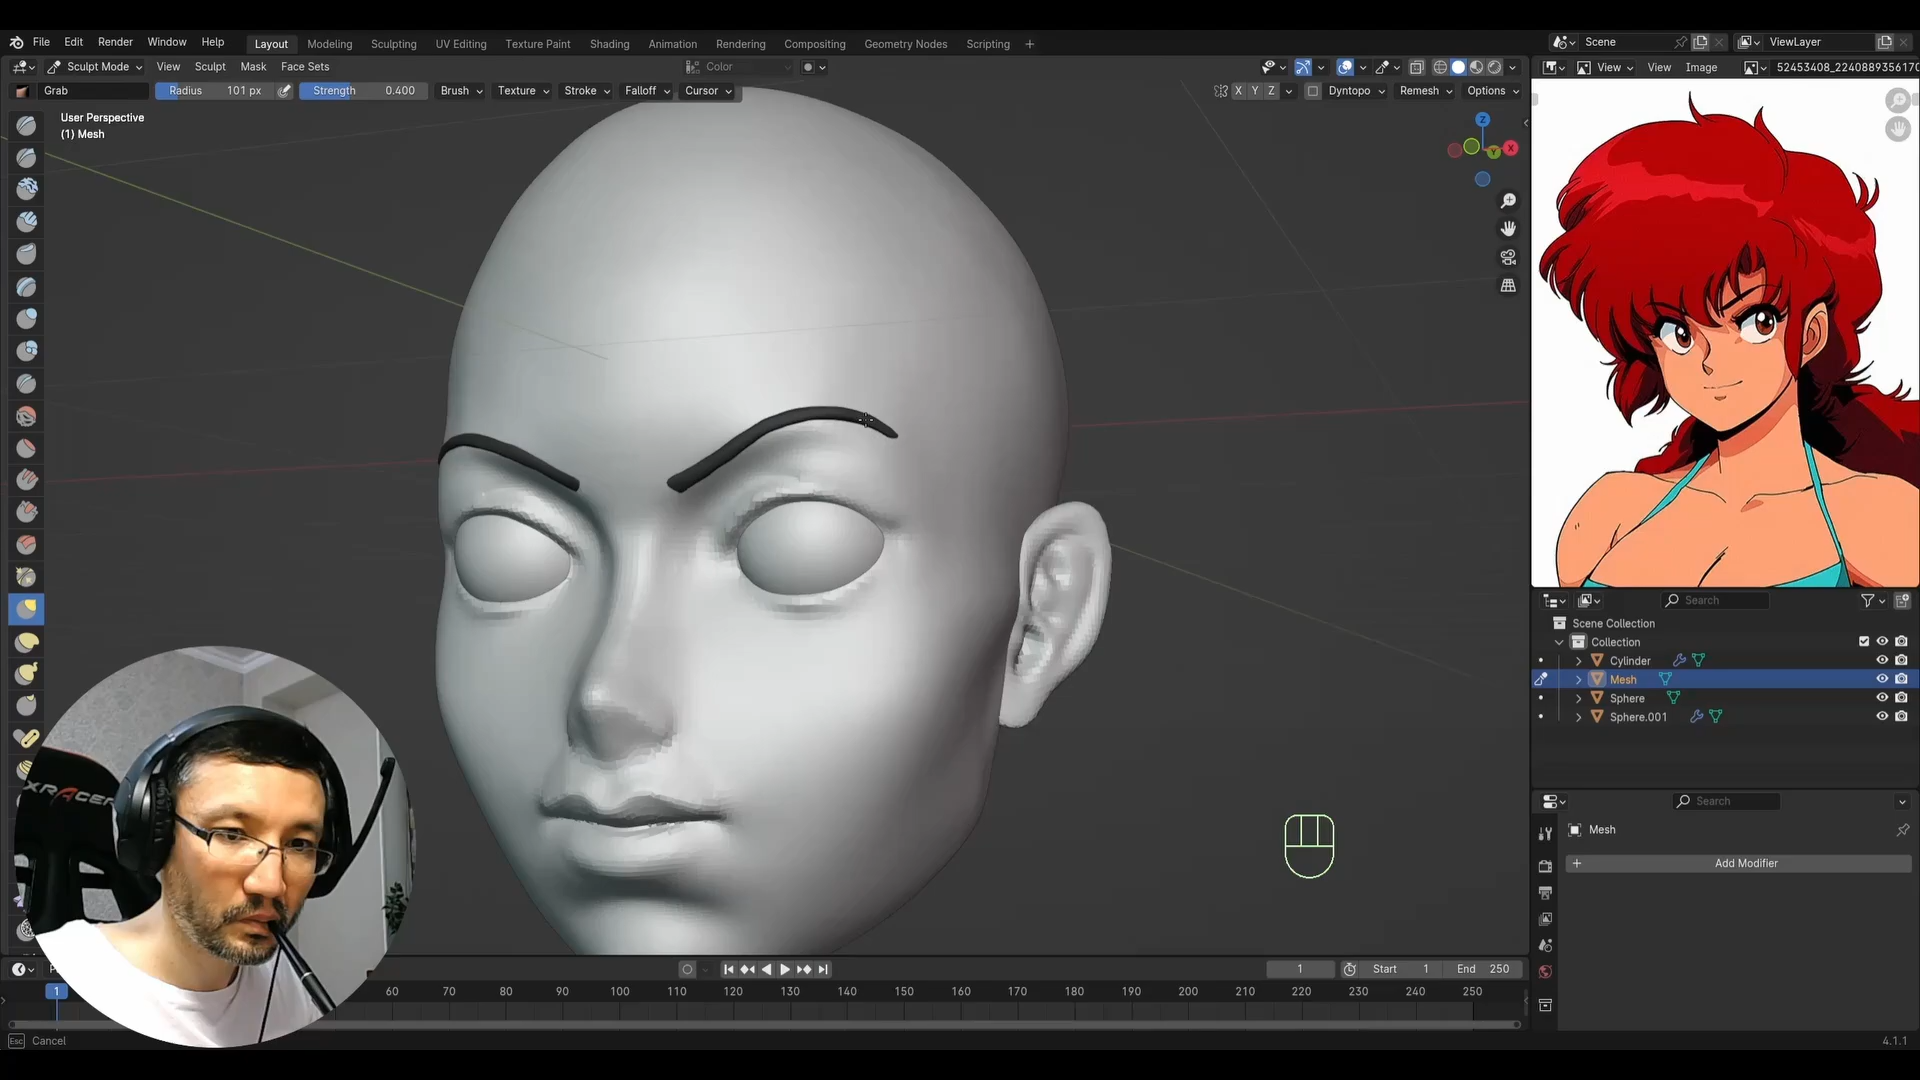 File Edit Render Window Help Layout Modeling Sculpting UV Editing Texture Paint Shading Animation Rendering Compositing Geometry Nodes Scripting +
Scene ViewLayer
Sculpt Mode View Sculpt Mask Face Sets Color
View View Image 52453408_2240889356170
Grab Radius 101 px Strength 0.400 Brush Texture Stroke Falloff Cursor X Y Z Dyntopo Remesh Options
User Perspective
(1) Mesh
Z
Y X
Search
Scene Collection
Collection
Cylinder
Mesh
Sphere
Sphere.001
XRACER
Search
Mesh
+ Add Modifier
1 Start 1 End 250
1 60 70 80 90 100 110 120 130 140 150 160 170 180 190 200 210 220 230 240 250
Esc Cancel 4.1.1